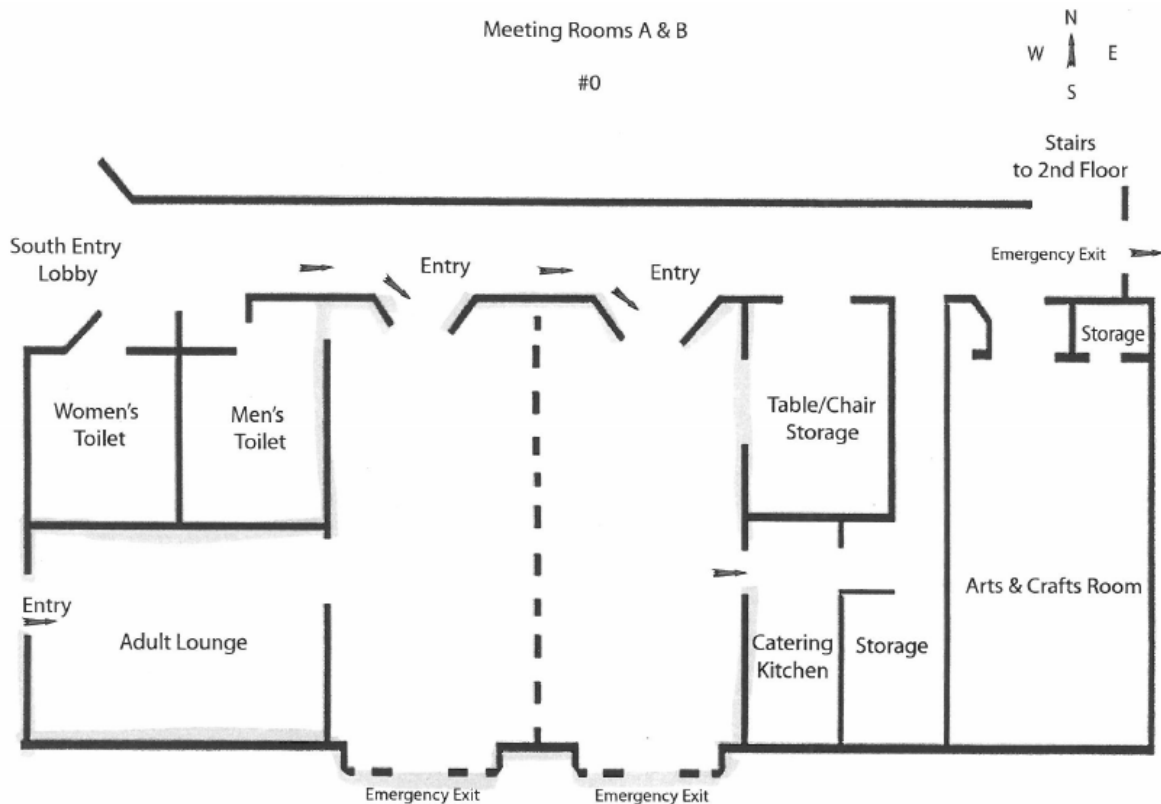 Meeting Rooms A & B
#0
N
W E
S
Stairs
to 2nd Floor
South Entry
Lobby
Entry
Entry
Emergency Exit
Storage
Women's
Toilet
Men's
Toilet
Table/Chair
Storage
Entry
Adult Lounge
Catering
Kitchen
Storage
Arts & Crafts Room
Emergency Exit
Emergency Exit